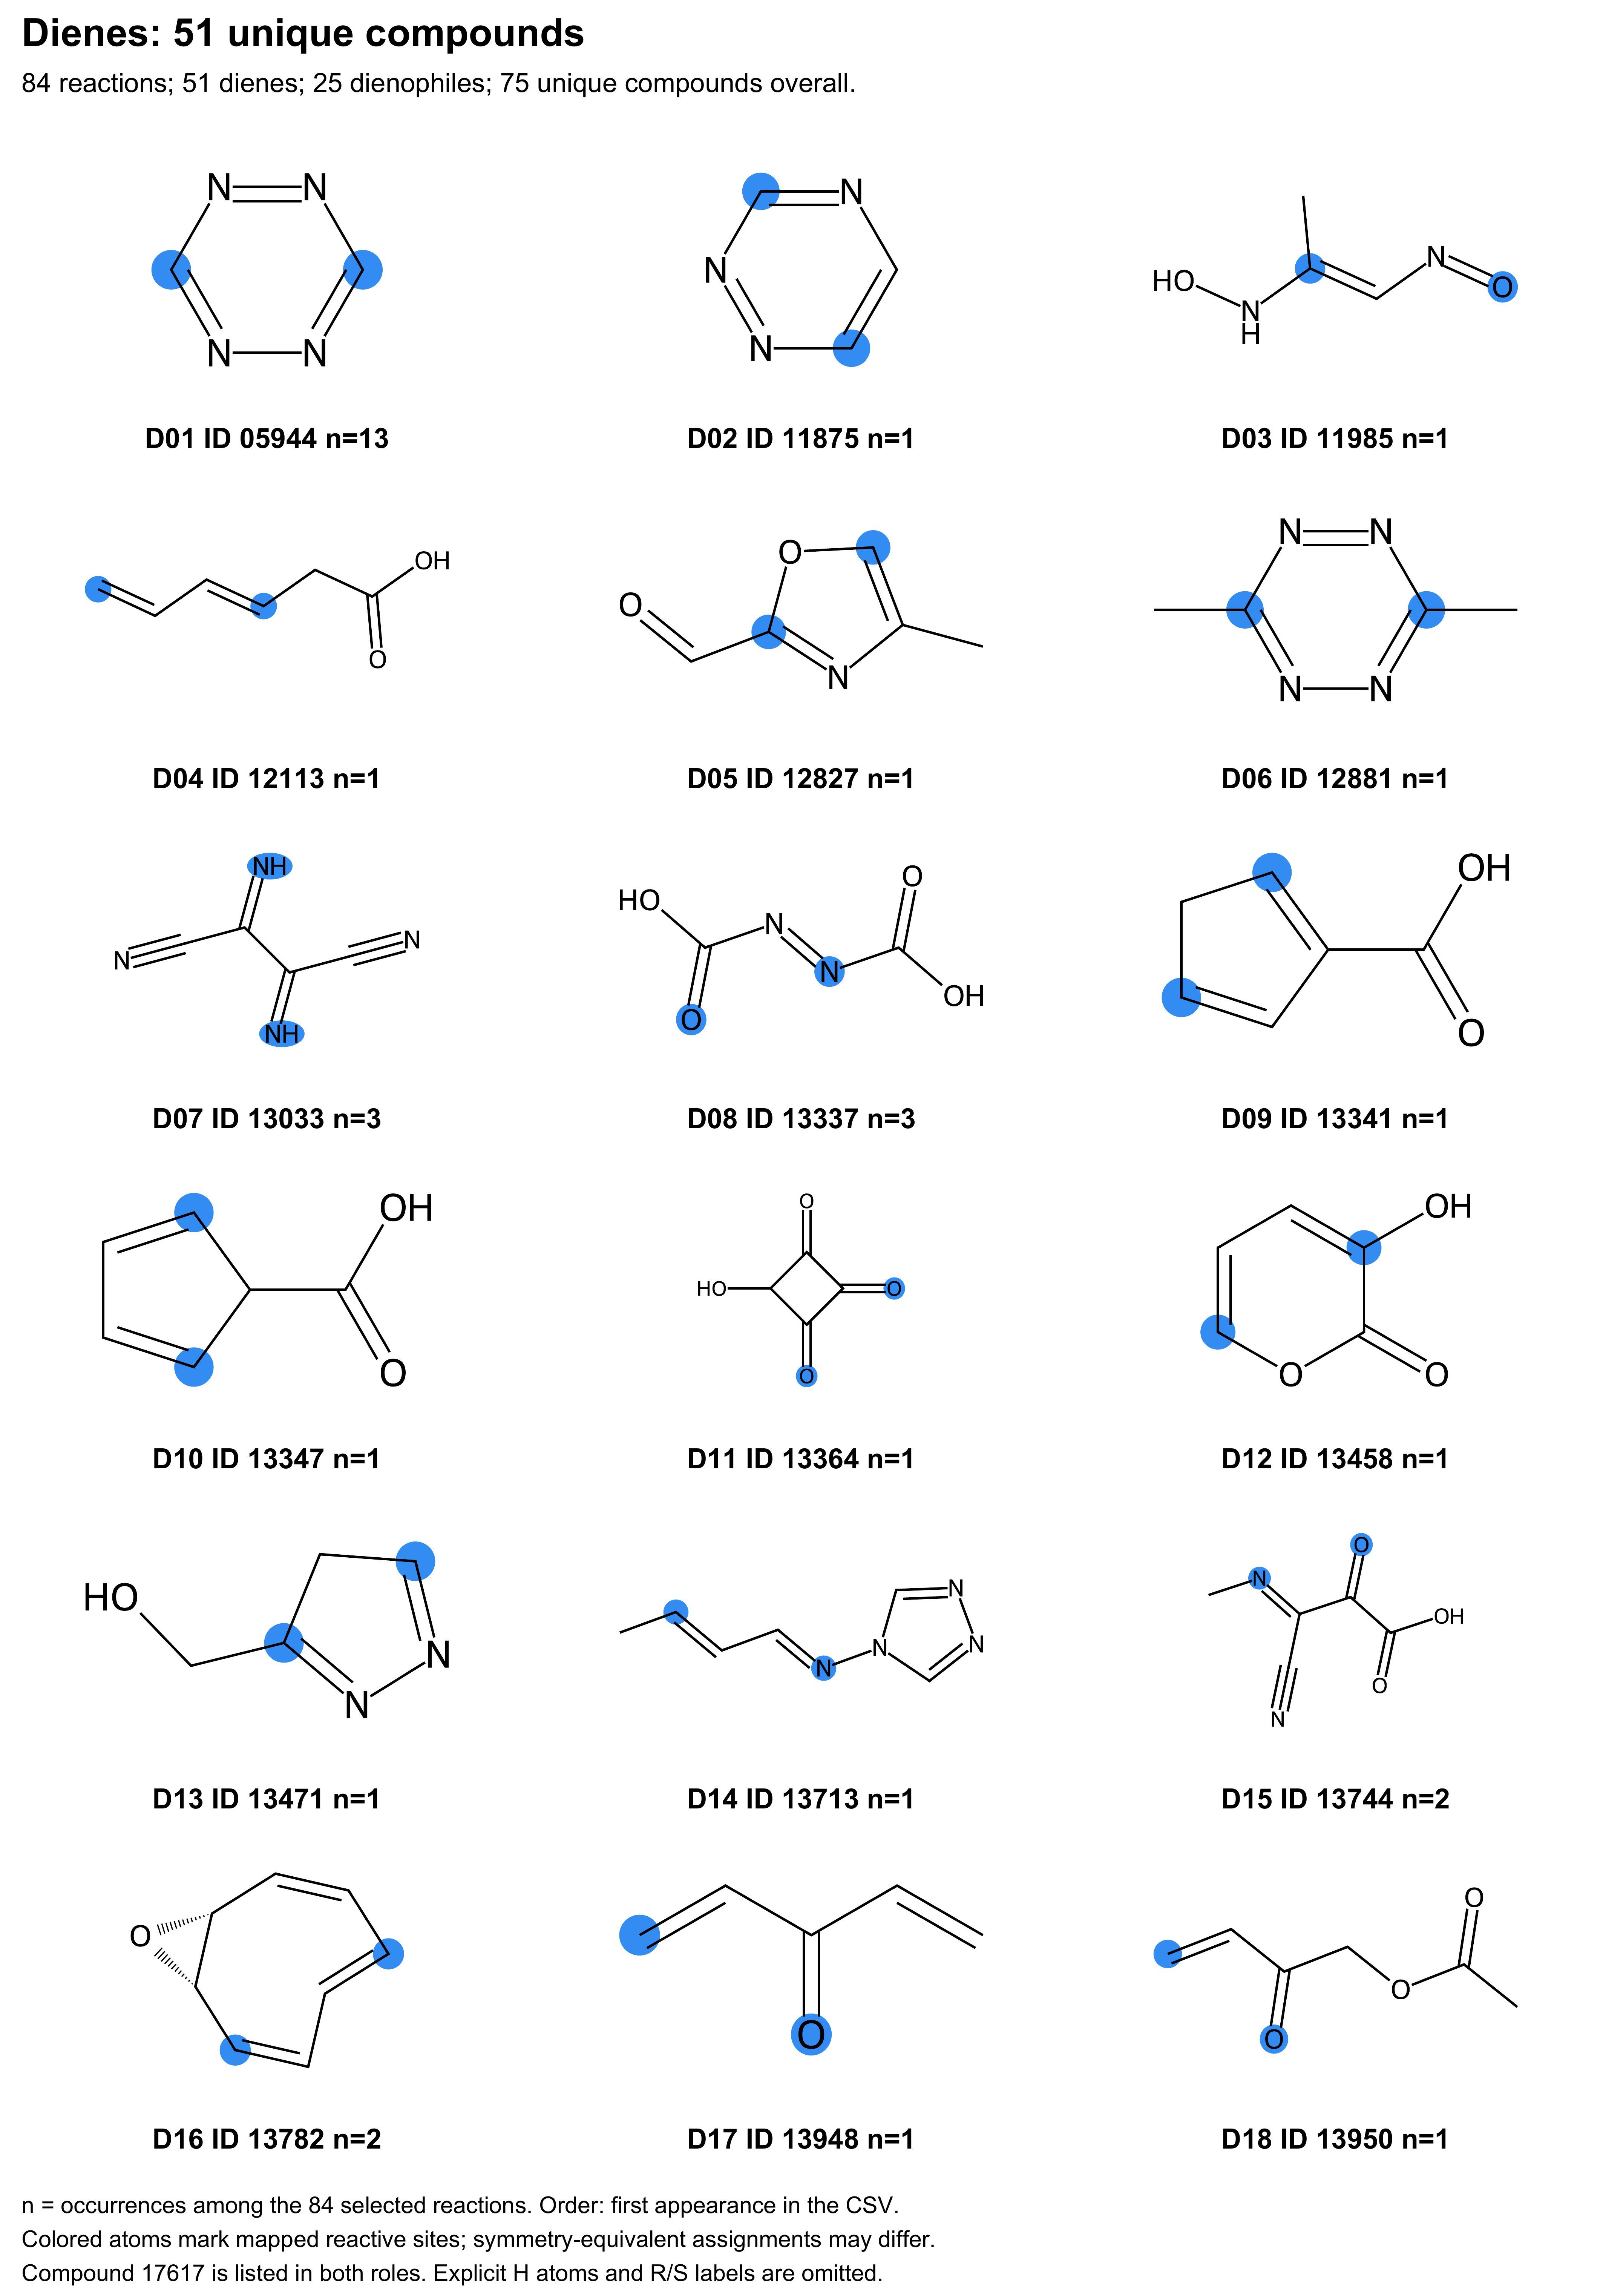 Dienes: 51 unique compounds
84 reactions; 51 dienes; 25 dienophiles; 75 unique compounds overall.
N N N
HO N H N O
N N N N
D01 ID 05944 n=13 D02 ID 11875 n=1 D03 ID 11985 n=1
OH O
O O N
N N N N
D04 ID 12113 n=1 D05 ID 12827 n=1 D06 ID 12881 n=1
NH N N NH
HO O N N O OH
OH O
D07 ID 13033 n=3 D08 ID 13337 n=3 D09 ID 13341 n=1
OH O
O HO O O
OH O O
D10 ID 13347 n=1 D11 ID 13364 n=1 D12 ID 13458 n=1
HO N N
N N N N
N O OH O N
D13 ID 13471 n=1 D14 ID 13713 n=1 D15 ID 13744 n=2
O
O
O O O
D16 ID 13782 n=2 D17 ID 13948 n=1 D18 ID 13950 n=1
n = occurrences among the 84 selected reactions. Order: first appearance in the CSV.
Colored atoms mark mapped reactive sites; symmetry-equivalent assignments may differ.
Compound 17617 is listed in both roles. Explicit H atoms and R/S labels are omitted.